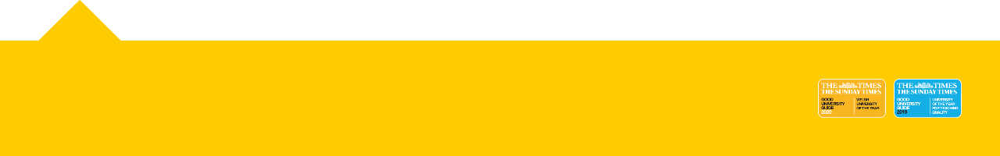 THE TIMES
THE SUNDAY TIMES
GOOD
UNIVERSITY
GUIDE
2020
WELSH
UNIVERSITY
OF THE YEAR
THE TIMES
THE SUNDAY TIMES
GOOD
UNIVERSITY
GUIDE
2019
UNIVERSITY
OF THE YEAR
FOR TEACHING
QUALITY